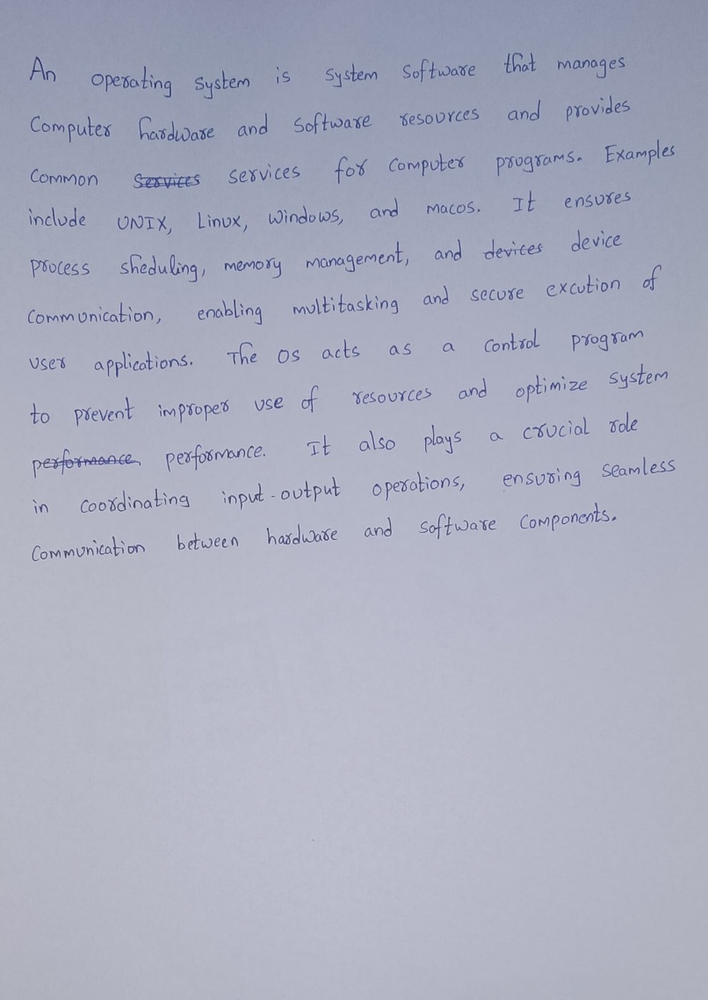 An operating system is system software that manages
Computer hardware and software resources and provides
common ~~Services~~ services for computer programs. Examples
include UNIX, Linux, Windows, and macos. It ensures
process sheduling, memory management, and ~~devices~~ device
communication, enabling multitasking and secure excution of
user applications. The OS acts as a control program
to prevent improper use of resources and optimize system
~~performance,~~ performance. It also plays a crucial role
in coordinating input-output operations, ensuring seamless
communication between hardware and software components.